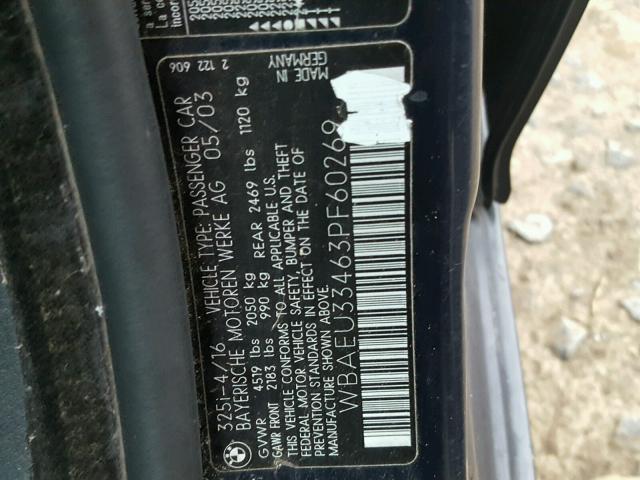 325i-4/16 VEHICLE TYPE: PASSENGER CAR
BAYERISCHE MOTOREN WERKE AG 05/03
GVWR 4519 lbs 2050 kg
GAWR FRONT 2183 lbs 990 kg REAR 2469 lbs 1120 kg
THIS VEHICLE CONFORMS TO ALL APPLICABLE U.S.
FEDERAL MOTOR VEHICLE SAFETY, BUMPER AND THEFT
PREVENTION STANDARDS IN EFFECT ON THE DATE OF
MANUFACTURE SHOWN ABOVE.
WBAEU33463PF60269
2 122 606
MADE IN
GERMANY